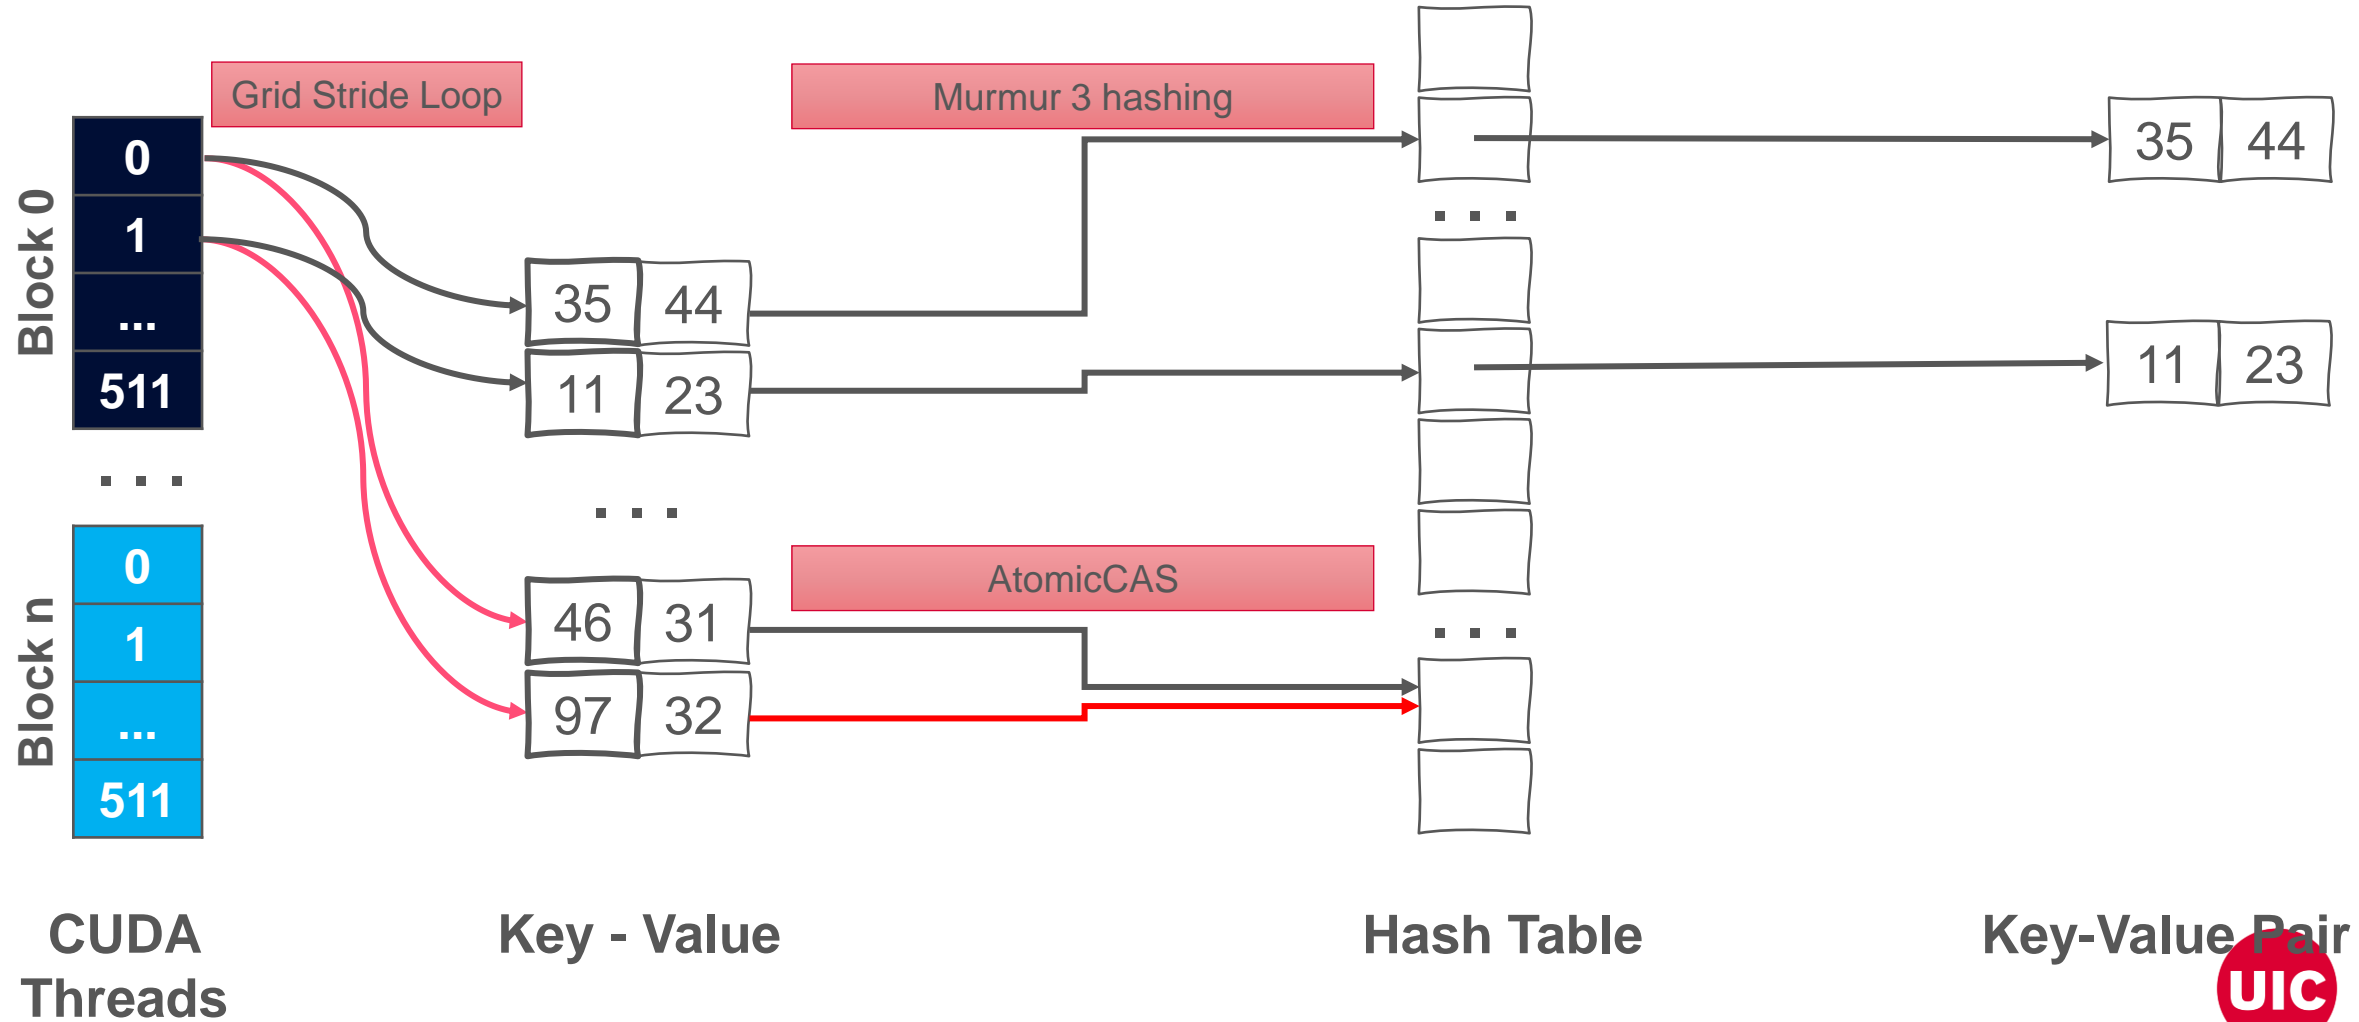 Grid Stride Loop
Murmur 3 hashing
Block 0
0
1
...
511
35 44
11 23
. . .
46 31
97 32
AtomicCAS
. . .
. . .
35 44
11 23
. . .
Block n
0
1
...
511
CUDA
Threads
Key - Value
Hash Table
Key-Value Pair
UIC